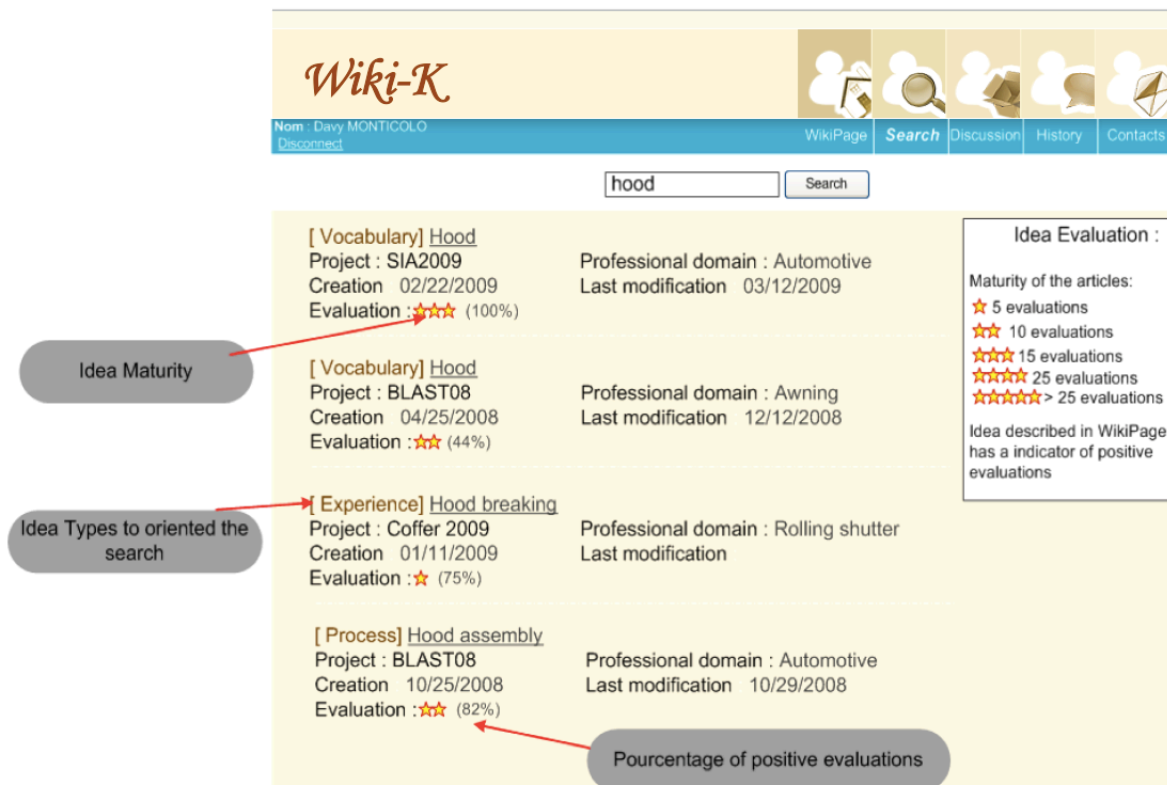 Wiki-K
Nom : Davy MONTICOLO
Disconnect
WikiPage Search Discussion History Contacts
hood Search
[ Vocabulary] Hood
Project : SIA2009 Professional domain : Automotive
Creation 02/22/2009 Last modification 03/12/2009
Evaluation : (100%)
Idea Maturity
[ Vocabulary] Hood
Project : BLAST08 Professional domain : Awning
Creation 04/25/2008 Last modification 12/12/2008
Evaluation : (44%)
Idea Types to oriented the
search
[ Experience] Hood breaking
Project : Coffer 2009 Professional domain : Rolling shutter
Creation 01/11/2009 Last modification
Evaluation : (75%)
[ Process] Hood assembly
Project : BLAST08 Professional domain : Automotive
Creation 10/25/2008 Last modification 10/29/2008
Evaluation : (82%)
Pourcentage of positive evaluations
Idea Evaluation :
Maturity of the articles:
5 evaluations
10 evaluations
15 evaluations
25 evaluations
> 25 evaluations
Idea described in WikiPage
has a indicator of positive
evaluations